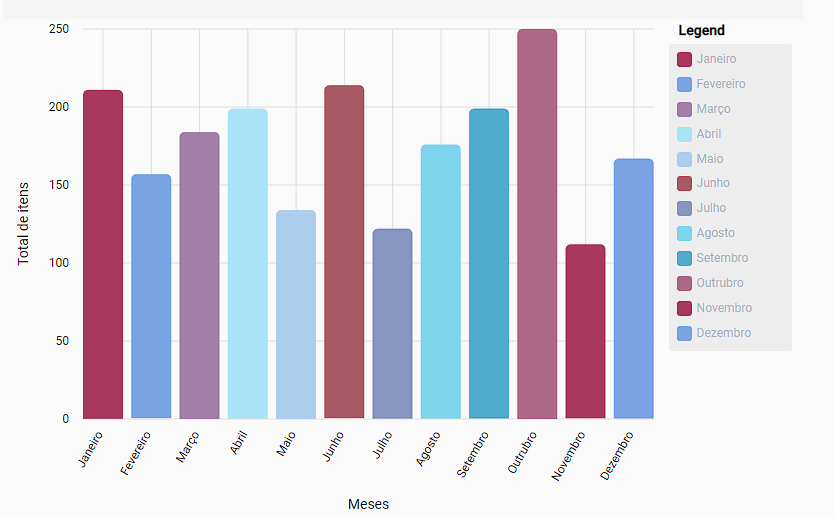 250
200
150
100
50
0
Total de itens
Janeiro
Fevereiro
Março
Abril
Maio
Junho
Julho
Agosto
Setembro
Outrubro
Novembro
Dezembro
Meses
Legend
Janeiro
Fevereiro
Março
Abril
Maio
Junho
Julho
Agosto
Setembro
Outrubro
Novembro
Dezembro